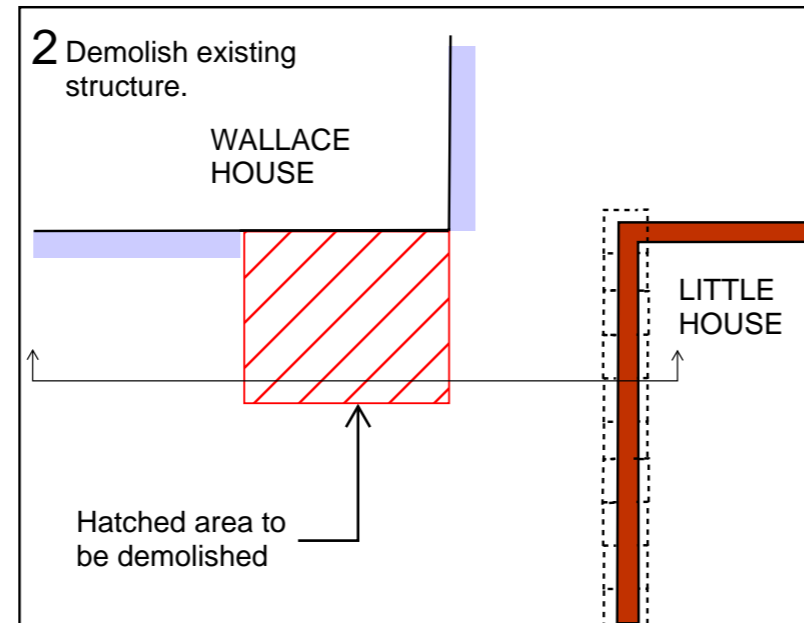 2 Demolish existing
structure.
WALLACE
HOUSE
LITTLE
HOUSE
Hatched area to
be demolished